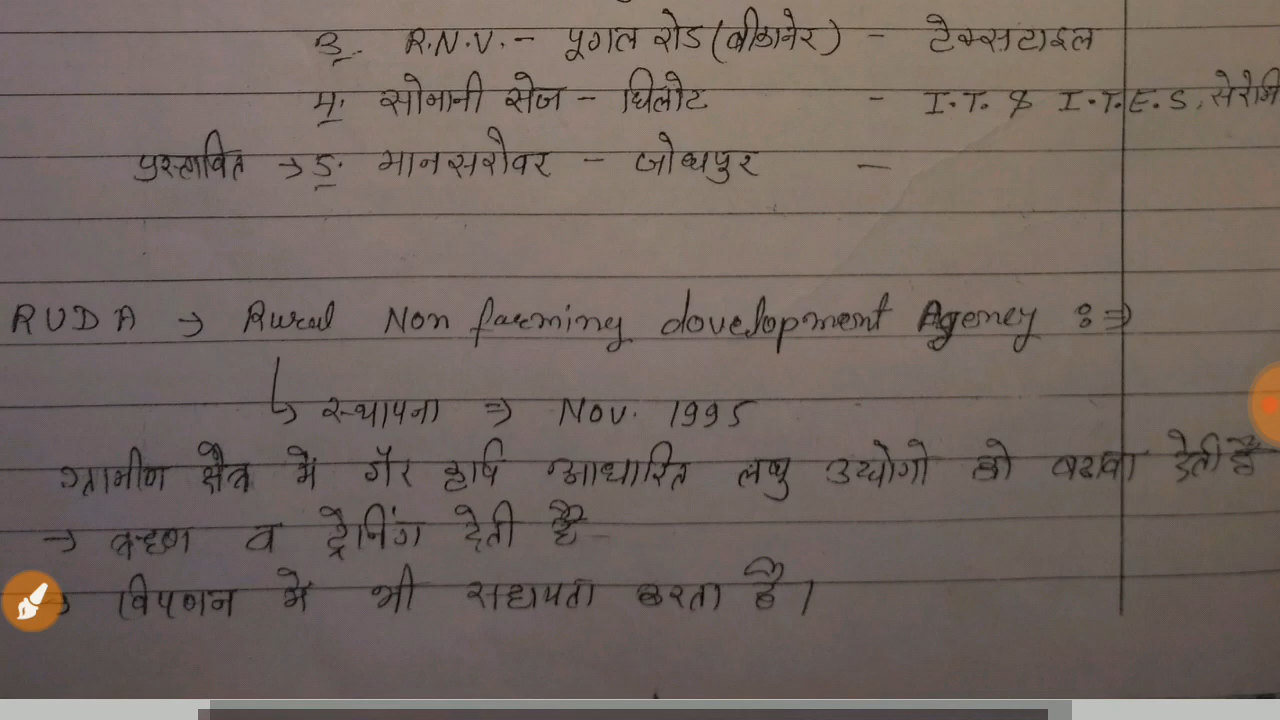 3. R.N.V. - पूगल रोड (बीकानेर) - टेक्सटाइल
4. सोमानी सेज - घिलोट - I.T. & I.T.E.S,
प्रस्तावित → 5. मानसरोवर - जोधपुर -
RUDA → Rural Non farming dovelopment Agency :⇒
↳ स्थापना ⇒ Nov. 1995
ग्रामीण क्षैत्र में गैर कृषि आधारित लघु उद्योगो को बढावा देती है
→ ऋण व ट्रेनिंग देती है
→ विपणन में भी सहायता करता है।